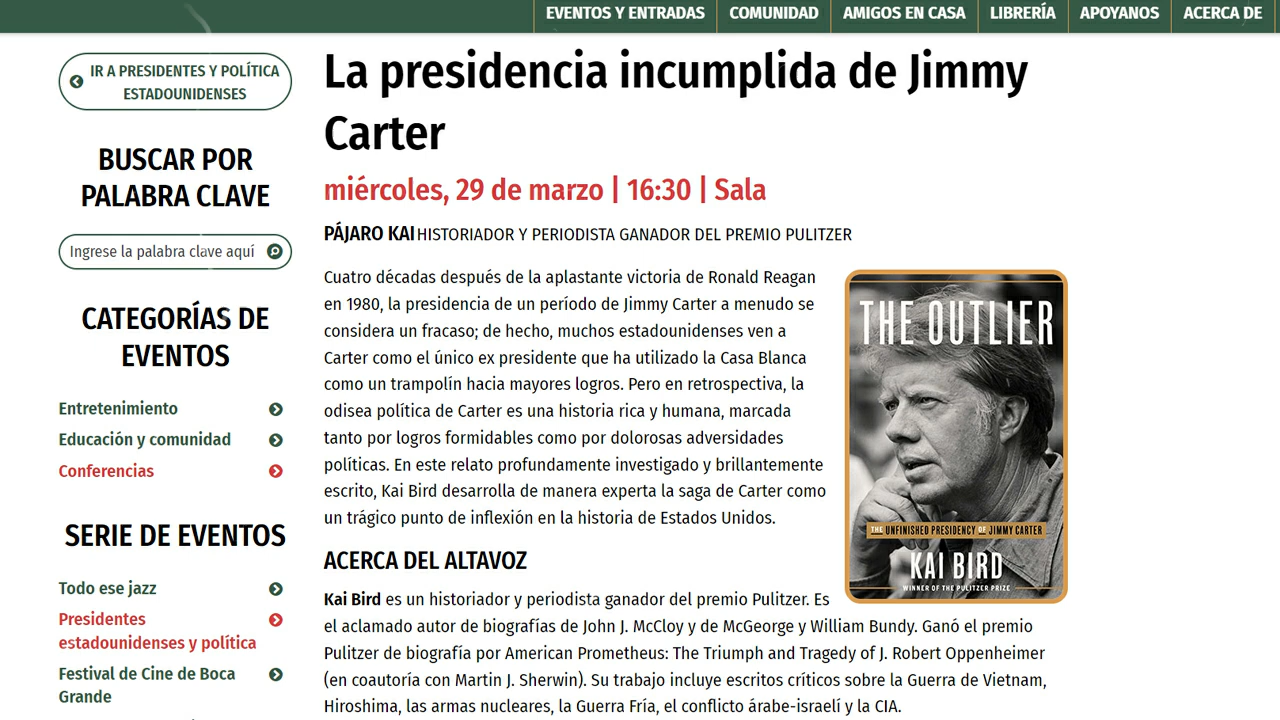 EVENTOS Y ENTRADAS
COMUNIDAD
AMIGOS EN CASA
LIBRERÍA
APOYANOS
ACERCA DE
IR A PRESIDENTES Y POLÍTICA
ESTADOUNIDENSES
BUSCAR POR
PALABRA CLAVE
Ingrese la palabra clave aquí
CATEGORÍAS DE
EVENTOS
Entretenimiento
Educación y comunidad
Conferencias
SERIE DE EVENTOS
Todo ese jazz
Presidentes
estadounidenses y política
Festival de Cine de Boca
Grande
La presidencia incumplida de Jimmy
Carter
miércoles, 29 de marzo | 16:30 | Sala
PÁJARO KAI HISTORIADOR Y PERIODISTA GANADOR DEL PREMIO PULITZER
Cuatro décadas después de la aplastante victoria de Ronald Reagan
en 1980, la presidencia de un período de Jimmy Carter a menudo se
considera un fracaso; de hecho, muchos estadounidenses ven a
Carter como el único ex presidente que ha utilizado la Casa Blanca
como un trampolín hacia mayores logros. Pero en retrospectiva, la
odisea política de Carter es una historia rica y humana, marcada
tanto por logros formidables como por dolorosas adversidades
políticas. En este relato profundamente investigado y brillantemente
escrito, Kai Bird desarrolla de manera experta la saga de Carter como
un trágico punto de inflexión en la historia de Estados Unidos.
THE OUTLIER
THE UNFINISHED PRESIDENCY OF JIMMY CARTER
KAI BIRD
WINNER OF THE PULITZER PRIZE
ACERCA DEL ALTAVOZ
Kai Bird es un historiador y periodista ganador del premio Pulitzer. Es
el aclamado autor de biografías de John J. McCloy y de McGeorge y William Bundy. Ganó el premio
Pulitzer de biografía por American Prometheus: The Triumph and Tragedy of J. Robert Oppenheimer
(en coautoría con Martin J. Sherwin). Su trabajo incluye escritos críticos sobre la Guerra de Vietnam,
Hiroshima, las armas nucleares, la Guerra Fría, el conflicto árabe-israelí y la CIA.